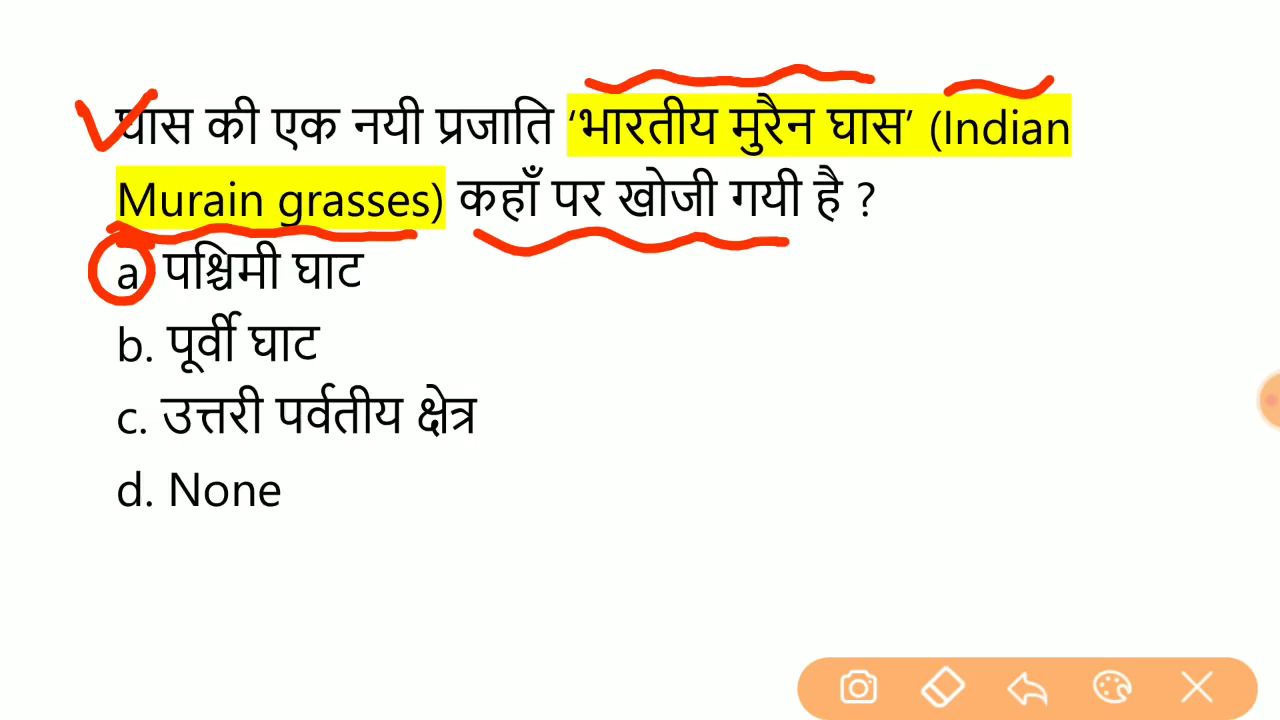 घास की एक नयी प्रजाति ‘भारतीय मुरैन घास’ (Indian
Murain grasses) कहाँ पर खोजी गयी है ?
a. पश्चिमी घाट
b. पूर्वी घाट
c. उत्तरी पर्वतीय क्षेत्र
d. None